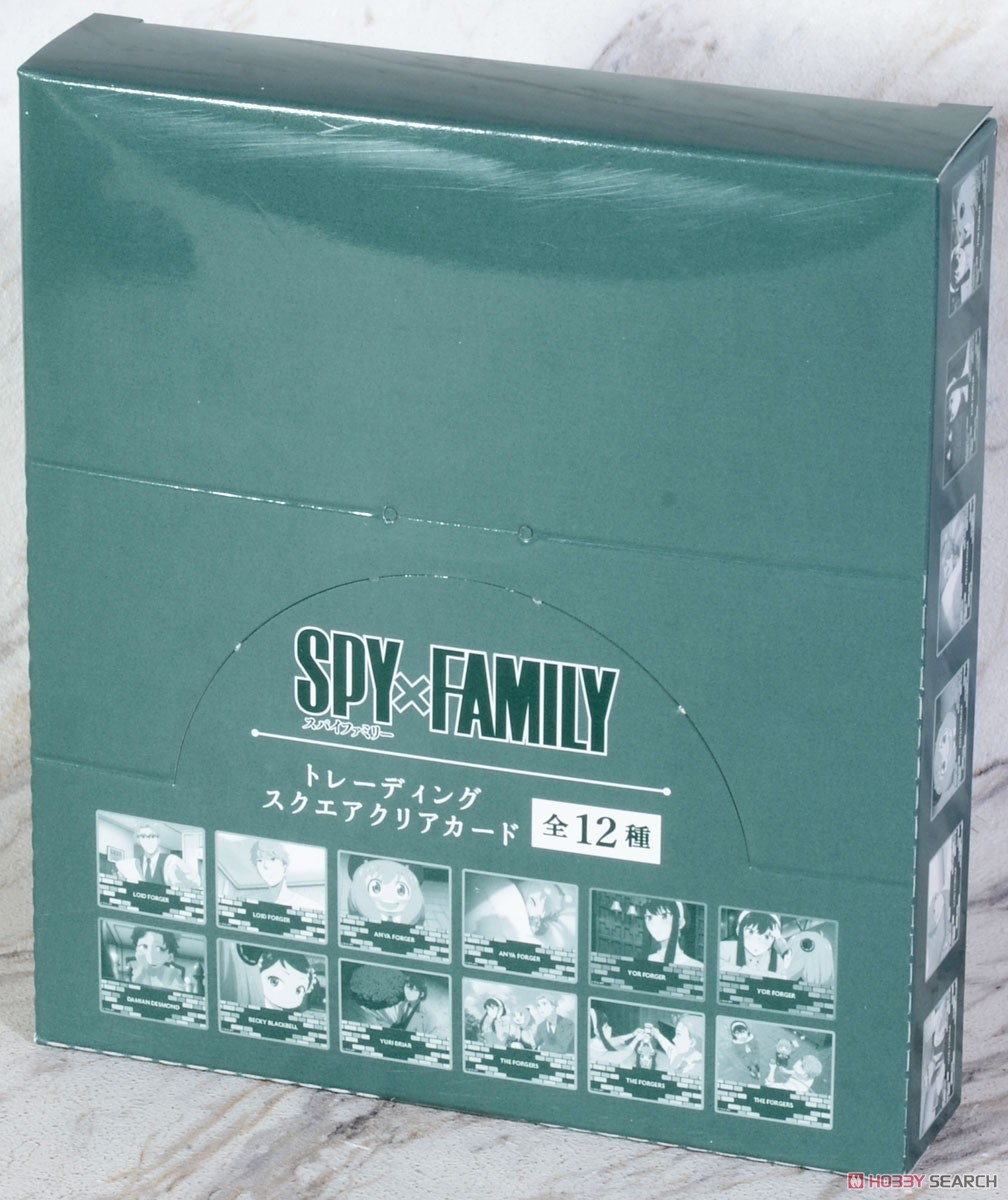 SPY×FAMILY
スパイファミリー
トレーディング
スクエアクリアカード 全12種
LOID FORGER
LOID FORGER
ANYA FORGER
ANYA FORGER
YOR FORGER
YOR FORGER
DAMIAN DESMOND
BECKY BLACKBELL
YURI BRIAR
THE FORGERS
THE FORGERS
THE FORGERS
HOBBY SEARCH